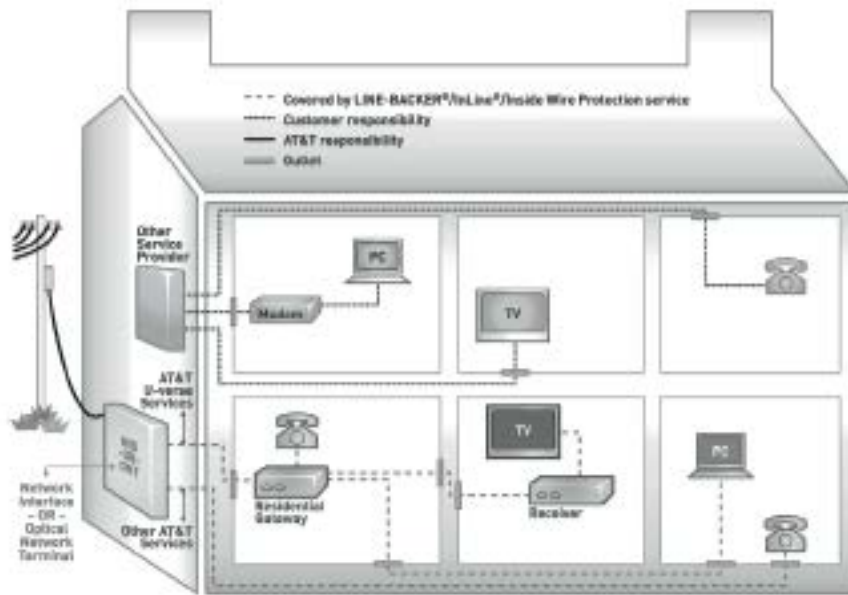 Covered by LINE-BACKER®/InLine®/Inside Wire Protection service
Customer responsibility
AT&T responsibility
Outlet
Other
Service
Provider
PC
Modem
TV
AT&T
U-verse
Services
TV
PC
Residential
Gateway
Receiver
Network
Interface
- OR -
Optical
Network
Terminal
Other AT&T
Services